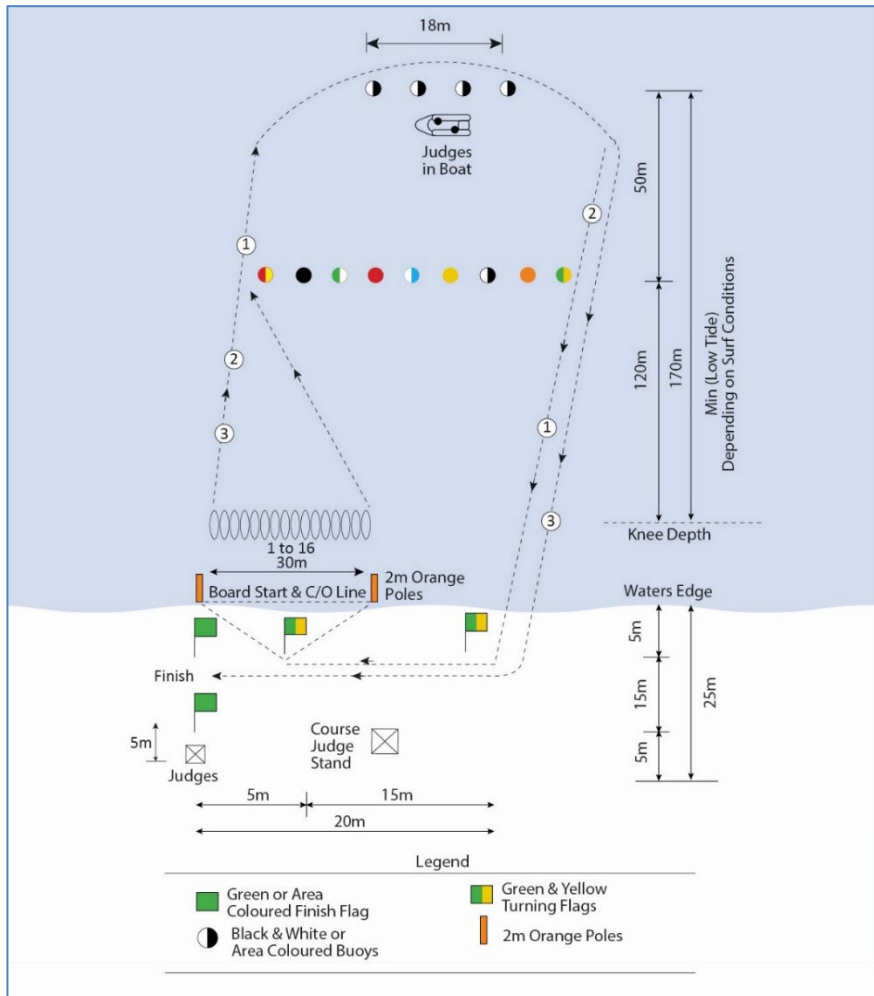 18m
Judges
in Boat
50m
2
1
2
120m
170m
Min (Low Tide)
Depending on Surf Conditions
3
1
3
Knee Depth
1 to 16
30m
Board Start & C/O Line
2m Orange
Poles
Waters Edge
5m
Finish
15m
25m
5m
Judges
Course
Judge
Stand
5m
5m
15m
20m
Legend
Green or Area
Coloured Finish Flag
Green & Yellow
Turning Flags
Black & White or
Area Coloured Buoys
2m Orange Poles